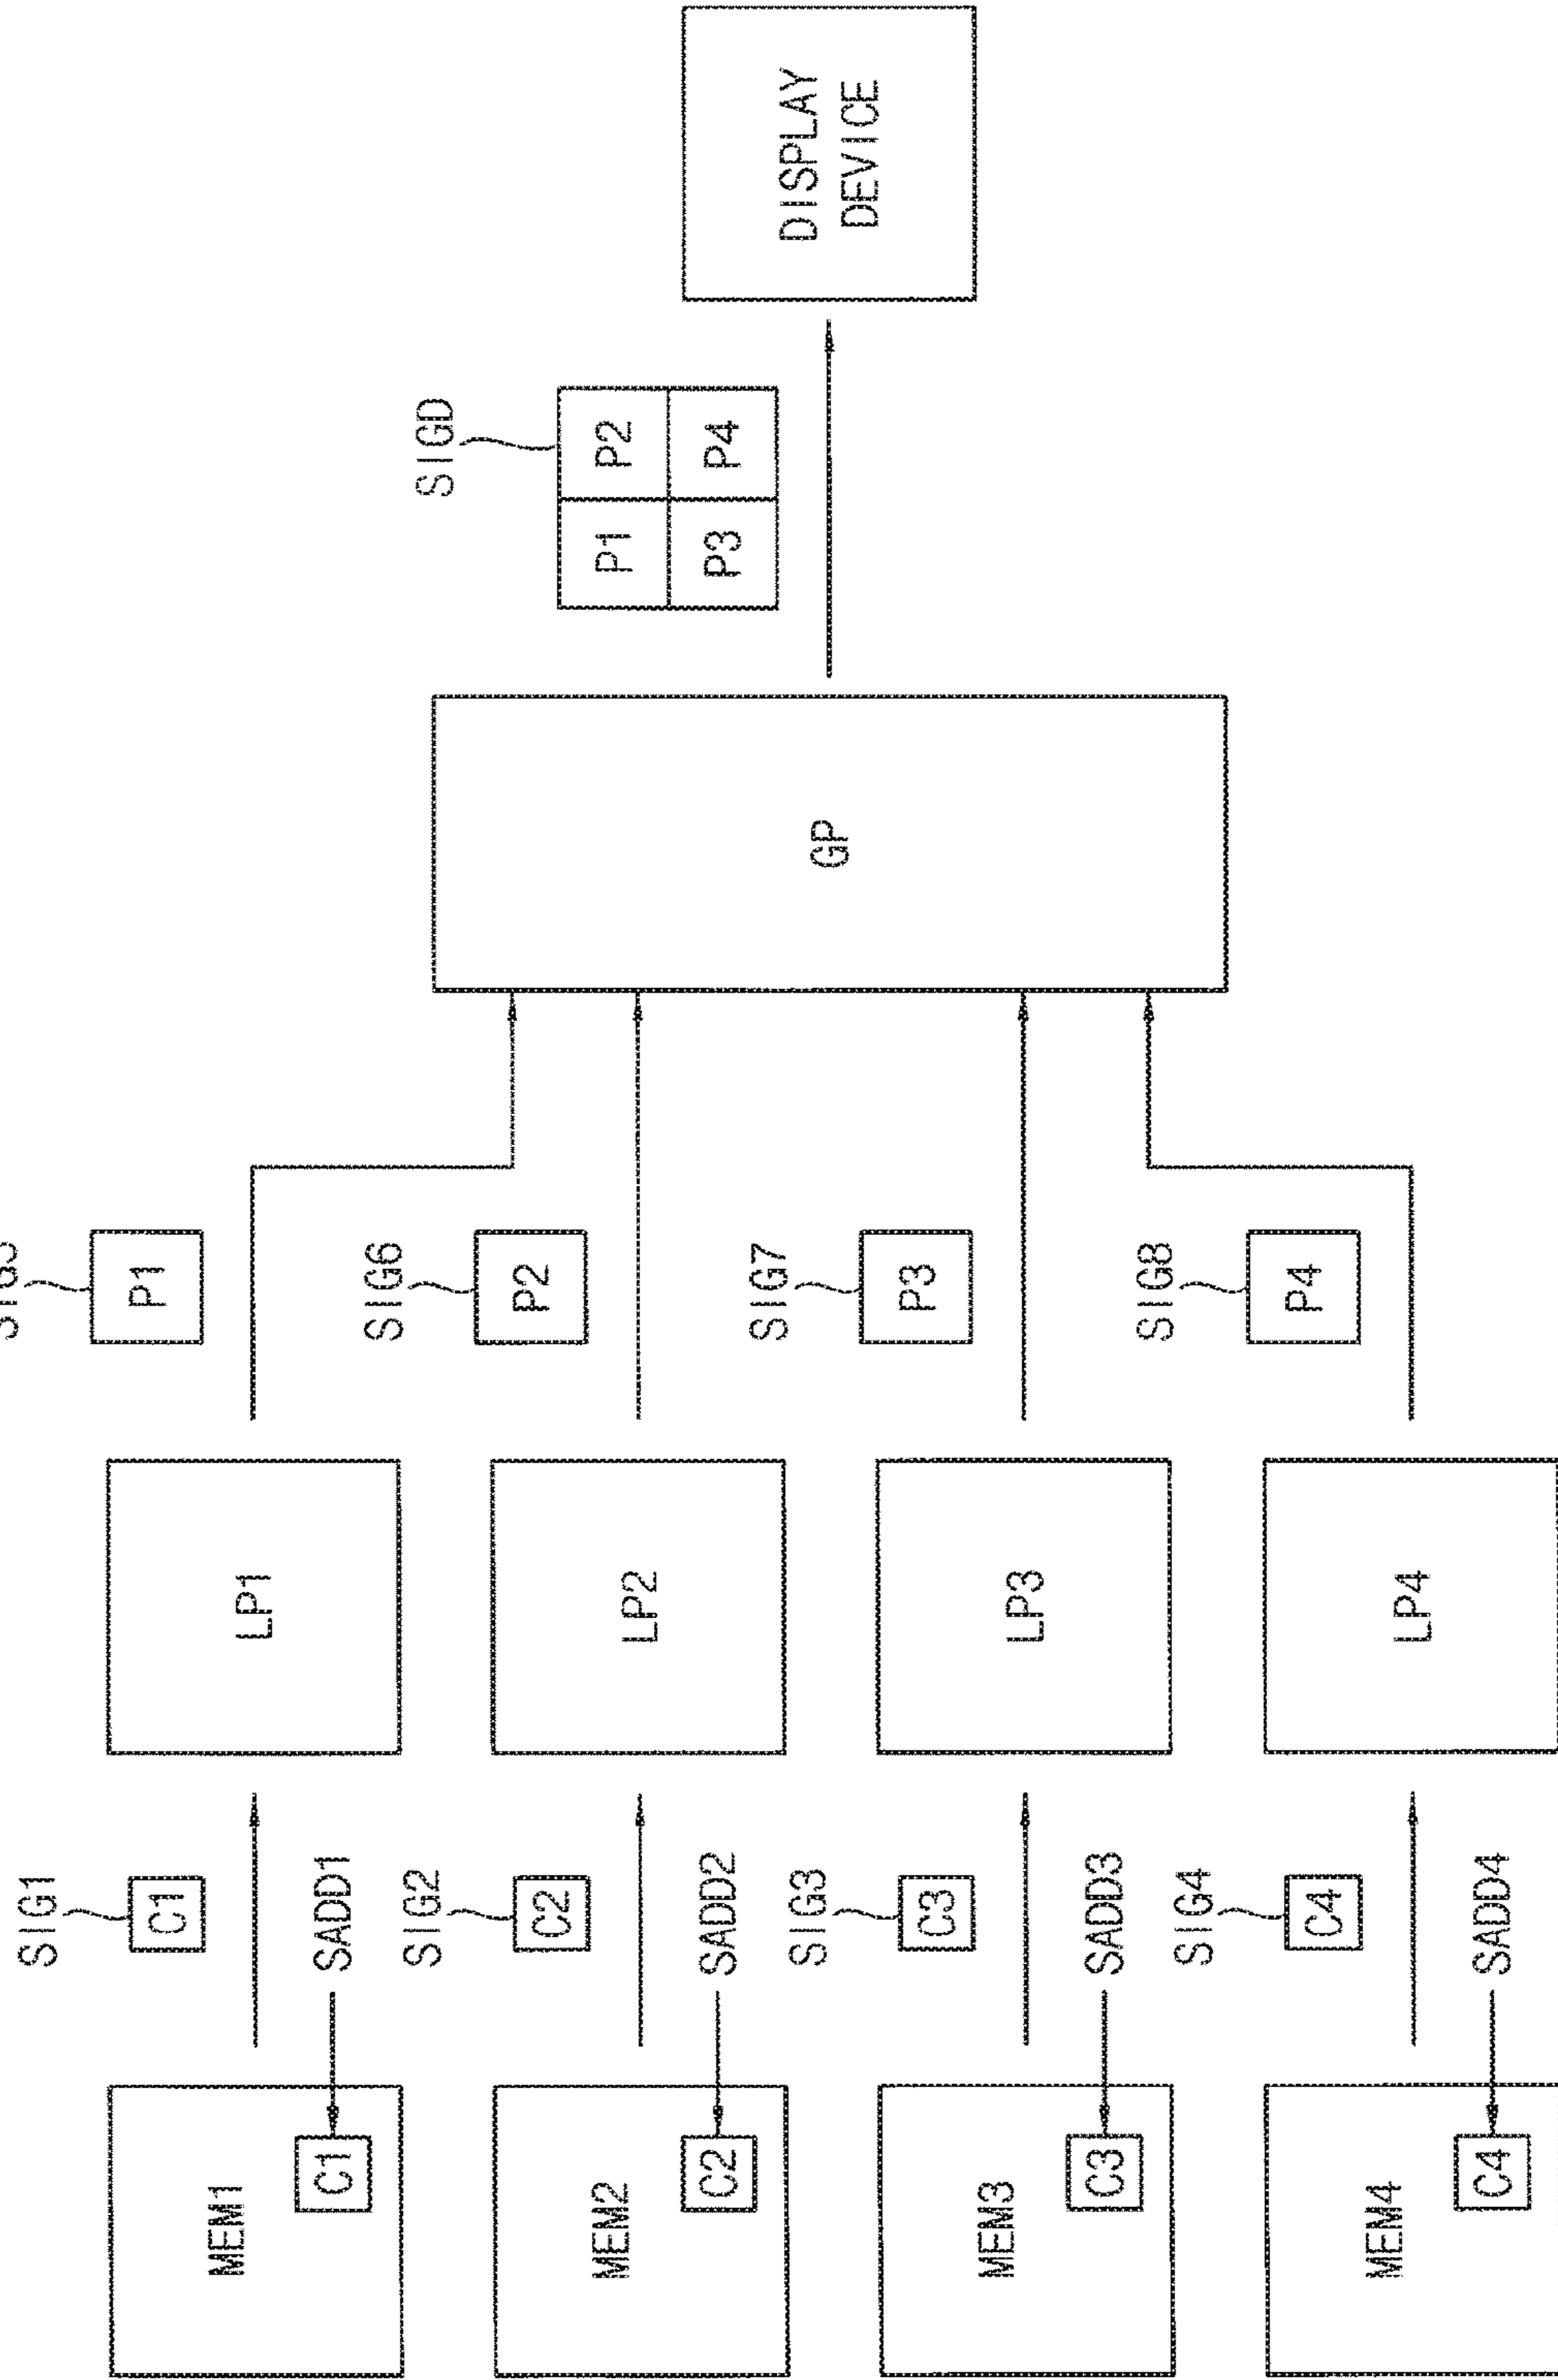 SIG1
P1
C1
MEM1
LP1
C1
SADD1
SIG6
SIG2
SIGD
P2
C2
MEM2
LP2
P1 P2
C2
SADD2
P3 P4
SIG7
SIG3
DISPLAY
DEVICE
GP
P3
C3
MEM3
LP3
C3
SADD3
SIG8
SIG4
P4
C4
MEM4
LP4
C4
SADD4